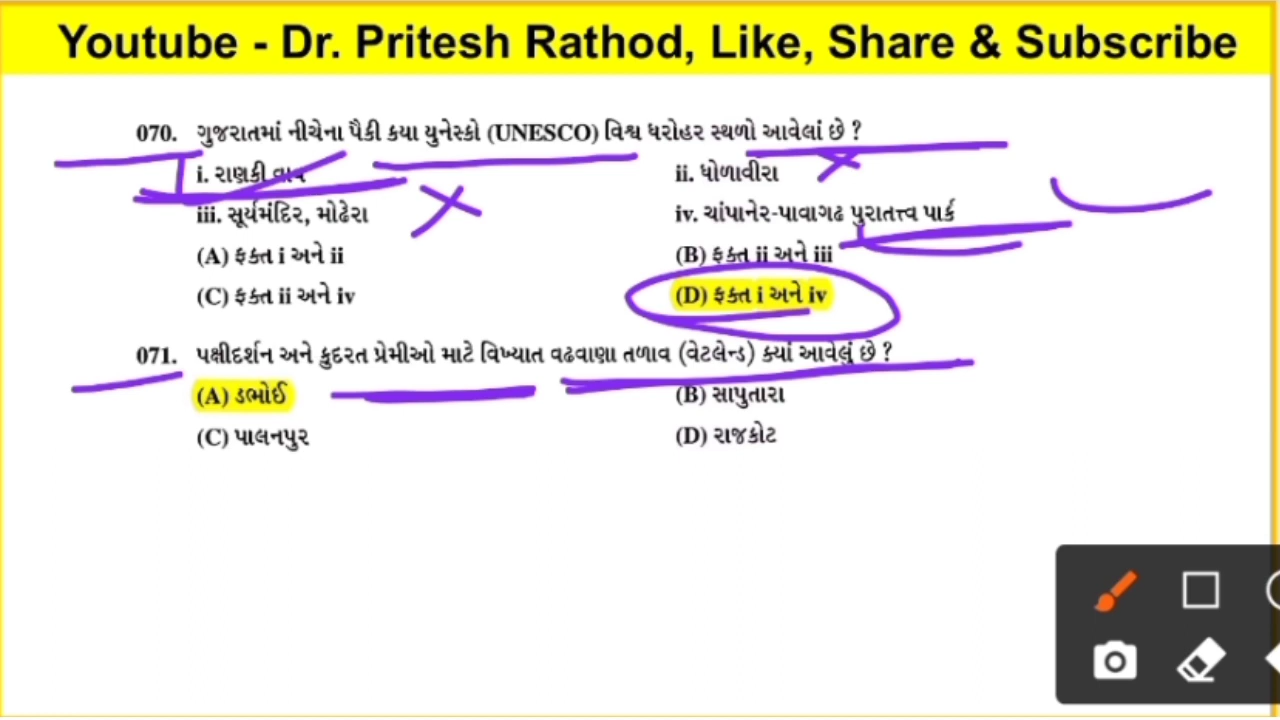 Youtube - Dr. Pritesh Rathod, Like, Share & Subscribe
070. ગુજરાતમાં નીચેના પૈકી કયા યુનેસ્કો (UNESCO) વિશ્વ ધરોહર સ્થળો આવેલાં છે ?
i. રાણકી વાવ ii. ધોળાવીરા
iii. સૂર્યમંદિર, મોઢેરા iv. ચાંપાનેર-પાવાગઢ પુરાતત્ત્વ પાર્ક
(A) ફક્ત i અને ii (B) ફક્ત ii અને iii
(C) ફક્ત ii અને iv (D) ફક્ત i અને iv
071. પક્ષીદર્શન અને કુદરત પ્રેમીઓ માટે વિખ્યાત વઢવાણા તળાવ (વેટલેન્ડ) ક્યાં આવેલું છે ?
(A) ડભોઈ (B) સાપુતારા
(C) પાલનપુર (D) રાજકોટ